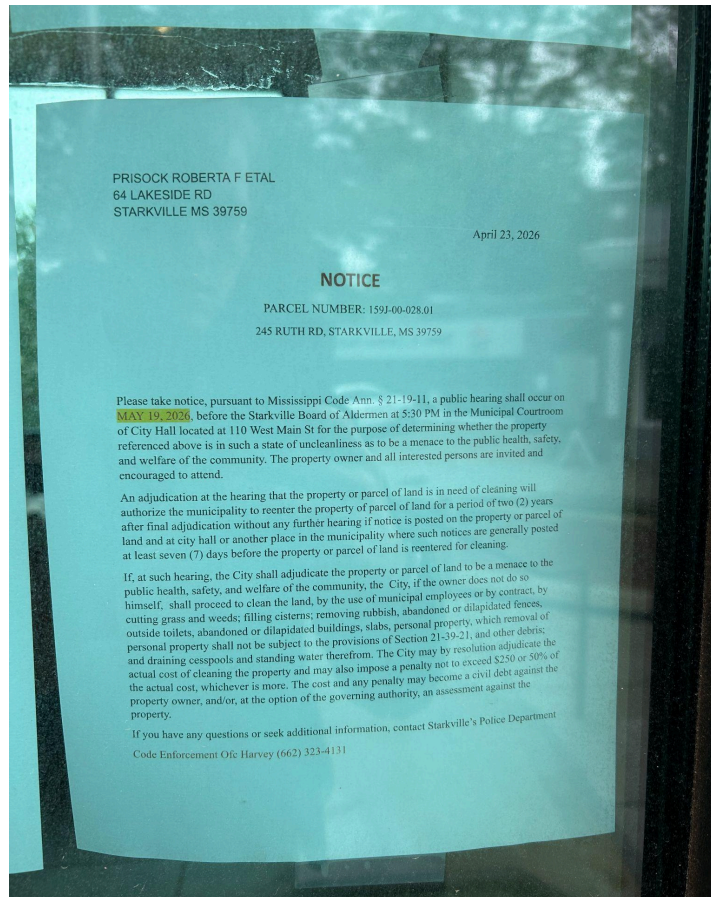 PRISOCK ROBERTA F ETAL
64 LAKESIDE RD
STARKVILLE MS 39759
April 23, 2026
NOTICE
PARCEL NUMBER: 159J-00-028.01
245 RUTH RD, STARKVILLE, MS 39759
Please take notice, pursuant to Mississippi Code Ann. § 21-19-11, a public hearing shall occur on
MAY 19, 2026, before the Starkville Board of Aldermen at 5:30 PM in the Municipal Courtroom
of City Hall located at 110 West Main St for the purpose of determining whether the property
referenced above is in such a state of uncleanliness as to be a menace to the public health, safety,
and welfare of the community. The property owner and all interested persons are invited and
encouraged to attend.
An adjudication at the hearing that the property or parcel of land is in need of cleaning will
authorize the municipality to reenter the property of parcel of land for a period of two (2) years
after final adjudication without any further hearing if notice is posted on the property or parcel of
land and at city hall or another place in the municipality where such notices are generally posted
at least seven (7) days before the property or parcel of land is reentered for cleaning.
If, at such hearing, the City shall adjudicate the property or parcel of land to be a menace to the
public health, safety, and welfare of the community, the City, if the owner does not do so
himself, shall proceed to clean the land, by the use of municipal employees or by contract, by
cutting grass and weeds; filling cisterns; removing rubbish, abandoned or dilapidated fences,
outside toilets, abandoned or dilapidated buildings, slabs, personal property, which removal of
personal property shall not be subject to the provisions of Section 21-39-21, and other debris;
and draining cesspools and standing water therefrom. The City may by resolution adjudicate the
actual cost of cleaning the property and may also impose a penalty not to exceed $250 or 50% of
the actual cost, whichever is more. The cost and any penalty may become a civil debt against the
property owner, and/or, at the option of the governing authority, an assessment against the
property.
If you have any questions or seek additional information, contact Starkville's Police Department
Code Enforcement Ofc Harvey (662) 323-4131